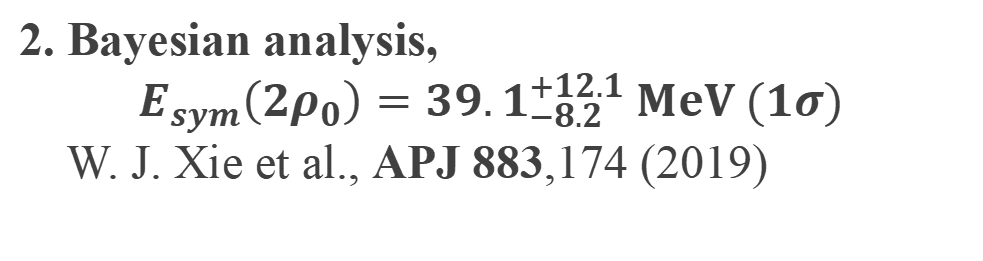 2. Bayesian analysis,
E_sym(2ρ₀) = 39.1^{+12.1}_{−8.2} MeV (1σ)
W. J. Xie et al., APJ 883,174 (2019)